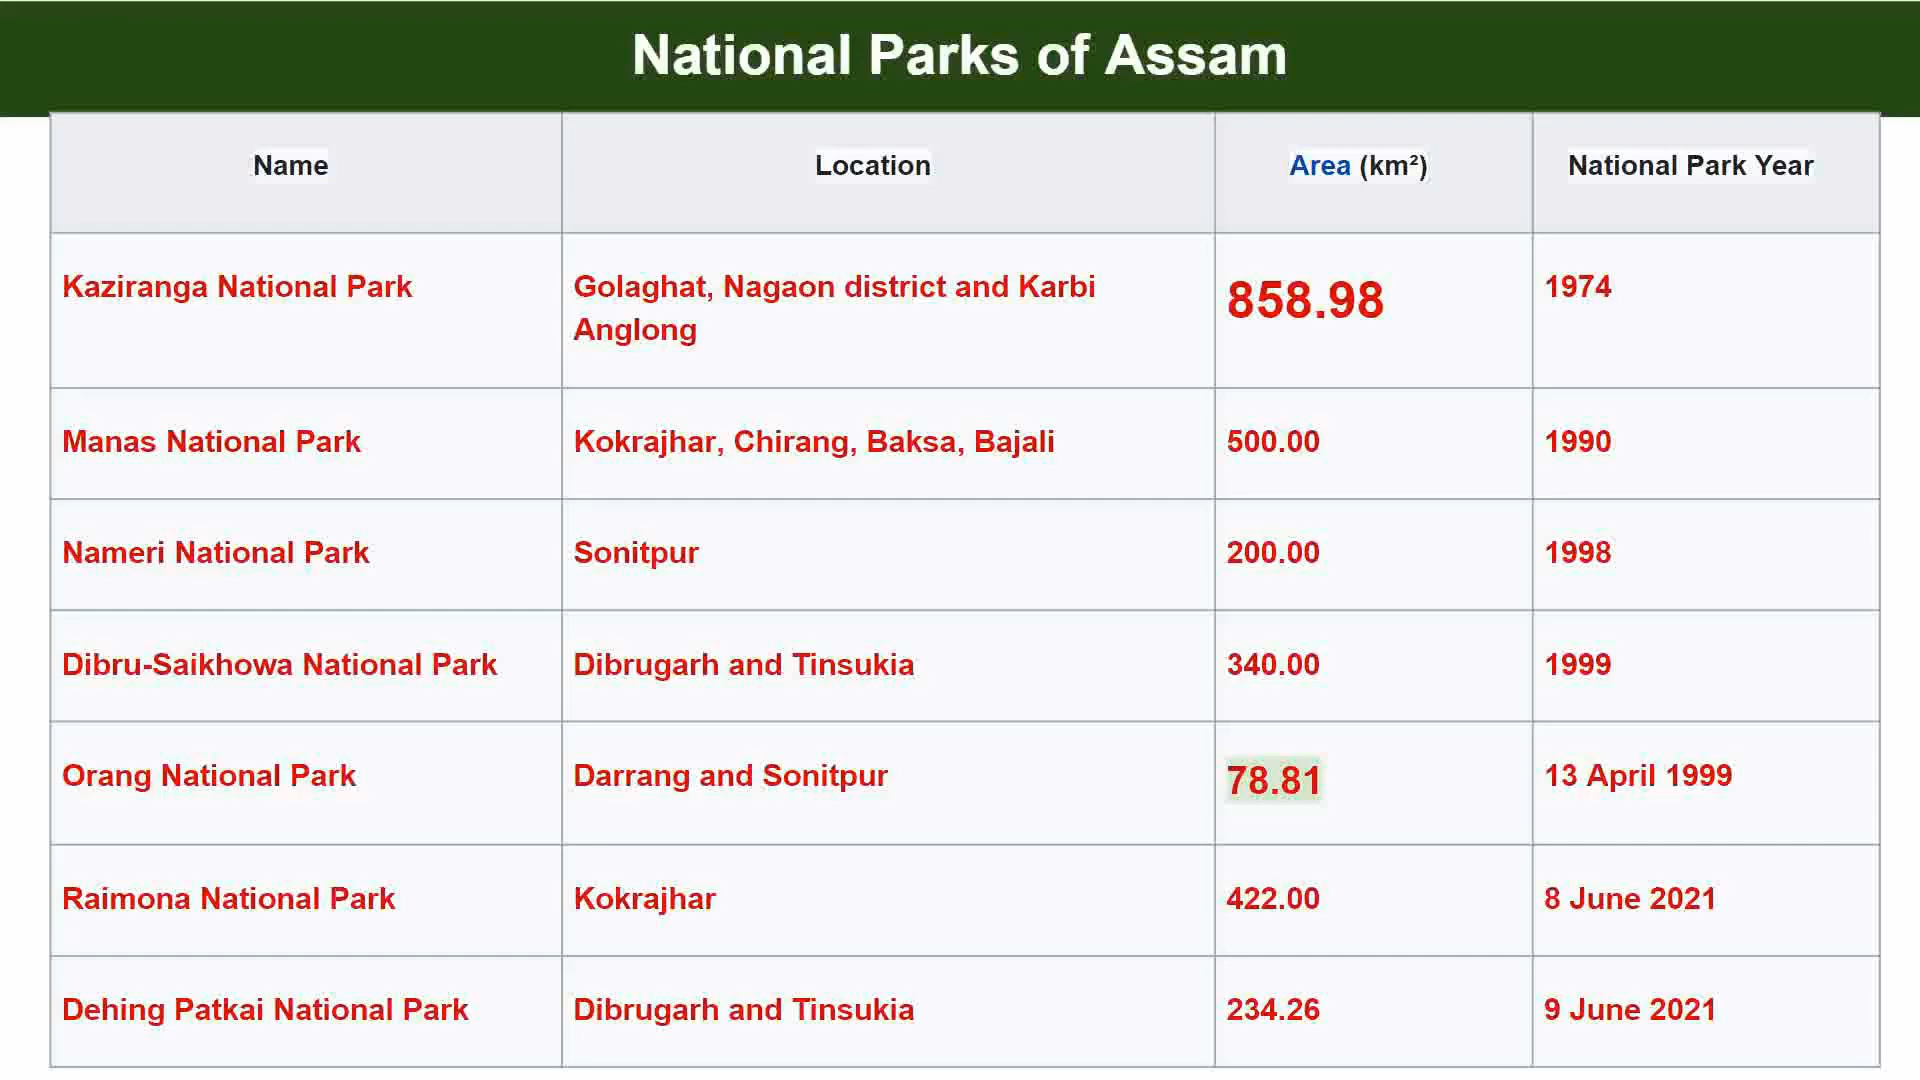 National Parks of Assam
Name Location Area (km²) National Park Year
Kaziranga National Park Golaghat, Nagaon district and Karbi 858.98 1974
Anglong
Manas National Park Kokrajhar, Chirang, Baksa, Bajali 500.00 1990
Nameri National Park Sonitpur 200.00 1998
Dibru-Saikhowa National Park Dibrugarh and Tinsukia 340.00 1999
Orang National Park Darrang and Sonitpur 78.81 13 April 1999
Raimona National Park Kokrajhar 422.00 8 June 2021
Dehing Patkai National Park Dibrugarh and Tinsukia 234.26 9 June 2021